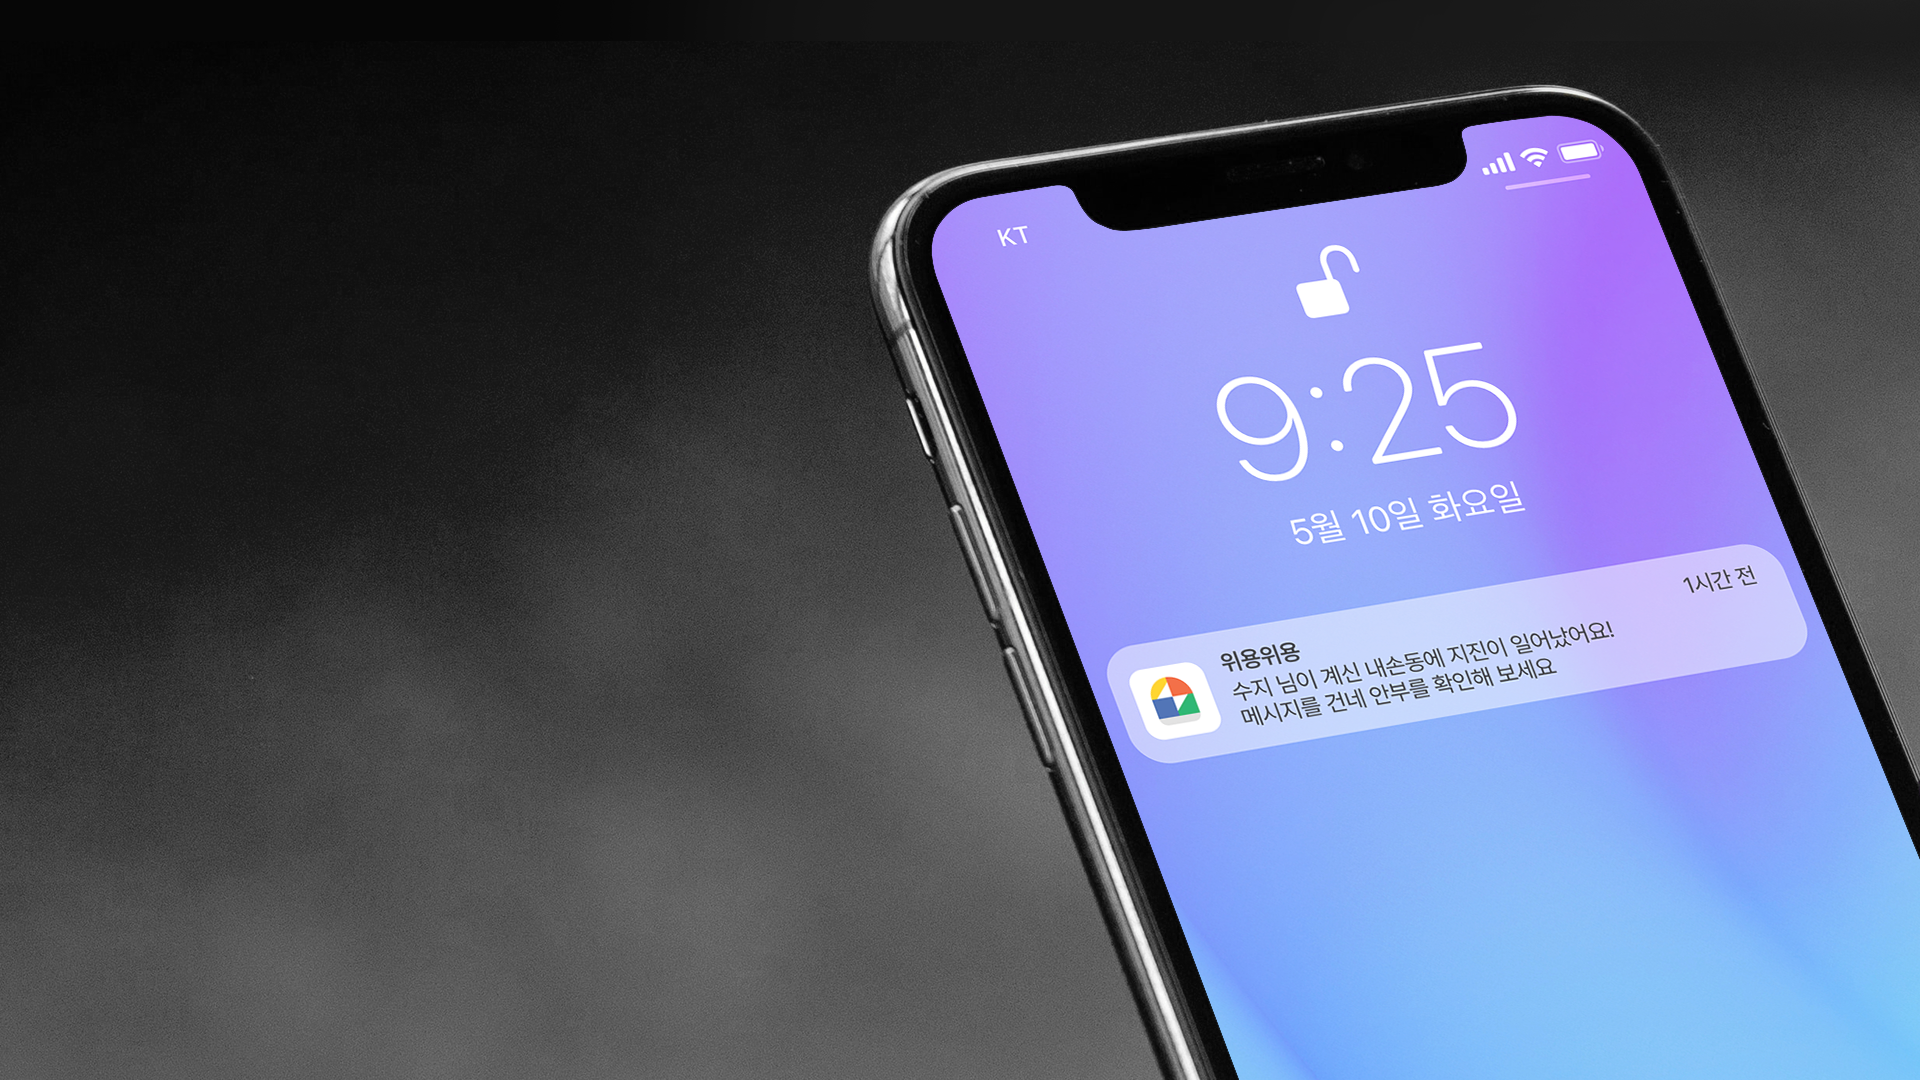 KT
9:25
5월 10일 화요일
1시간 전
위용위용
수지 님이 계신 내손동에 지진이 일어났어요!
메시지를 건네 안부를 확인해 보세요